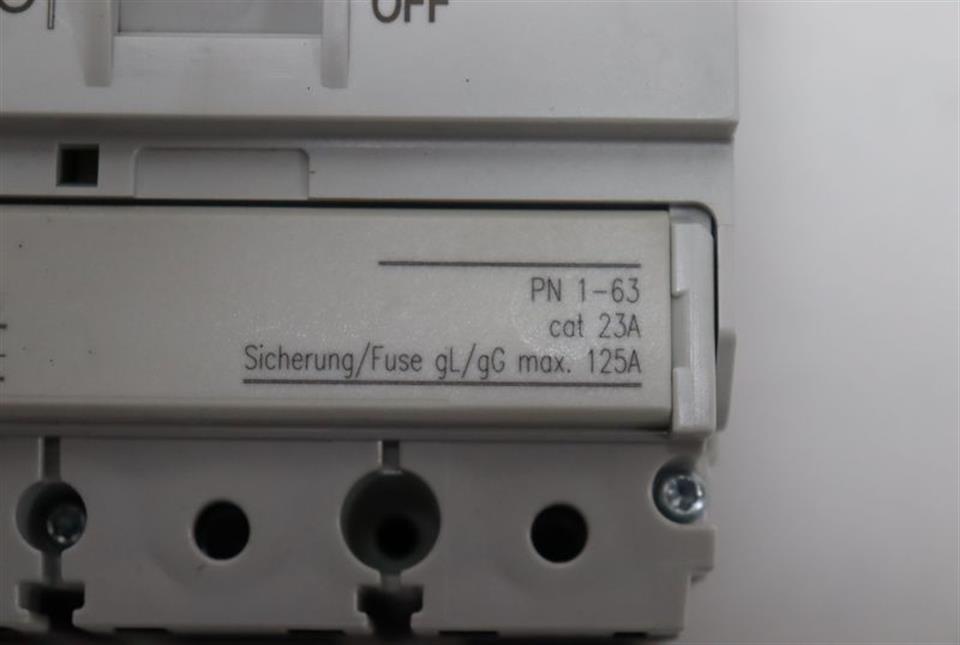 OFF
PN 1-63
cat 23A
Sicherung/Fuse gL/gG max. 125A